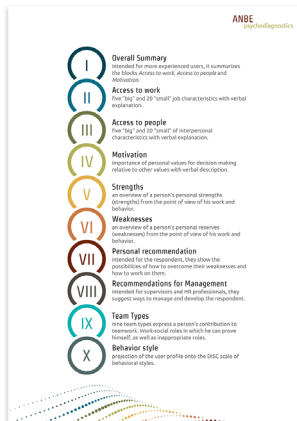 ANBE
psychodiagnostics
I
Overall Summary
intended for more experienced users, it summarizes
the blocks Access to work, Access to people and
Motivation.
II
Access to work
five "big" and 20 "small" job characteristics with verbal
explanation.
III
Access to people
five "big" and 20 "small" of interpersonal
characteristics with verbal explanation.
IV
Motivation
importance of personal values for decision-making
relative to other values with verbal description.
V
Strengths
an overview of a person's personal strengths
(strengths) from the point of view of his work and
behavior.
VI
Weaknesses
an overview of a person's personal reserves
(weaknesses) from the point of view of his work and
behavior.
VII
Personal recommendation
intended for the respondent, they show the
possibilities of how to overcome their weaknesses and
how to work on them.
VIII
Recommendations for Management
intended for supervisors and HR professionals, they
suggest ways to manage and develop the respondent.
IX
Team Types
nine team types express a person's contribution to
teamwork. Work-social roles in which he can prove
himself, as well as inappropriate roles.
X
Behavior style
projection of the user profile onto the DISC scale of
behavioral styles.